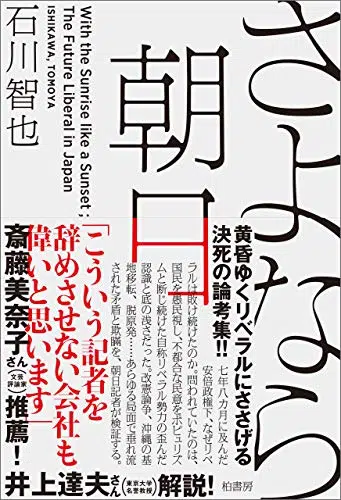 さよなら
朝日
石川智也
With the Sunrise like a Sunset ;
The Future Liberal in Japan
ISHIKAWA, TOMOYA
黄昏ゆくリベラルにささげる
決死の論考集!!
七年八カ月に及んだ
安倍政権下、なぜリベ
ラルは敗け続けたのか。問われていたのは、
国民を愚民視し、不都合な民意をポピュリズ
ムと断じ続けた自称リベラル勢力の歪んだ
認識と底の浅さだった。改憲論争、沖縄の基
地移転、脱原発……あらゆる局面で垂れ流
された矛盾と欺瞞を、朝日記者が検証する。
「こういう記者を
辞めさせない会社も
偉いと思います」
斎藤美奈子さん(文芸評論家)推薦!
井上達夫さん(東京大学名誉教授)解説!
柏書房